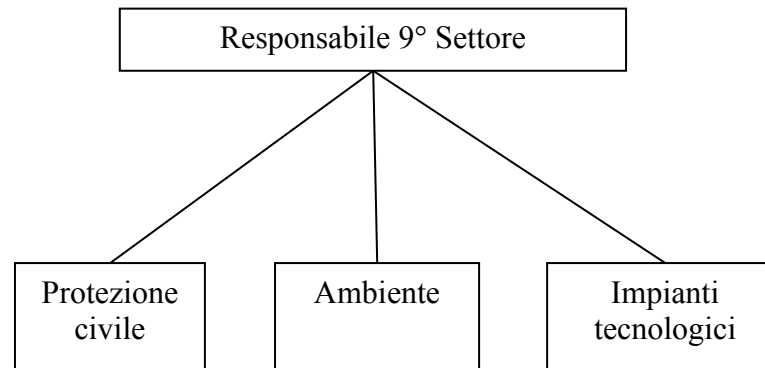 Responsabile 9° Settore
Protezione
civile
Ambiente
Impianti
tecnologici